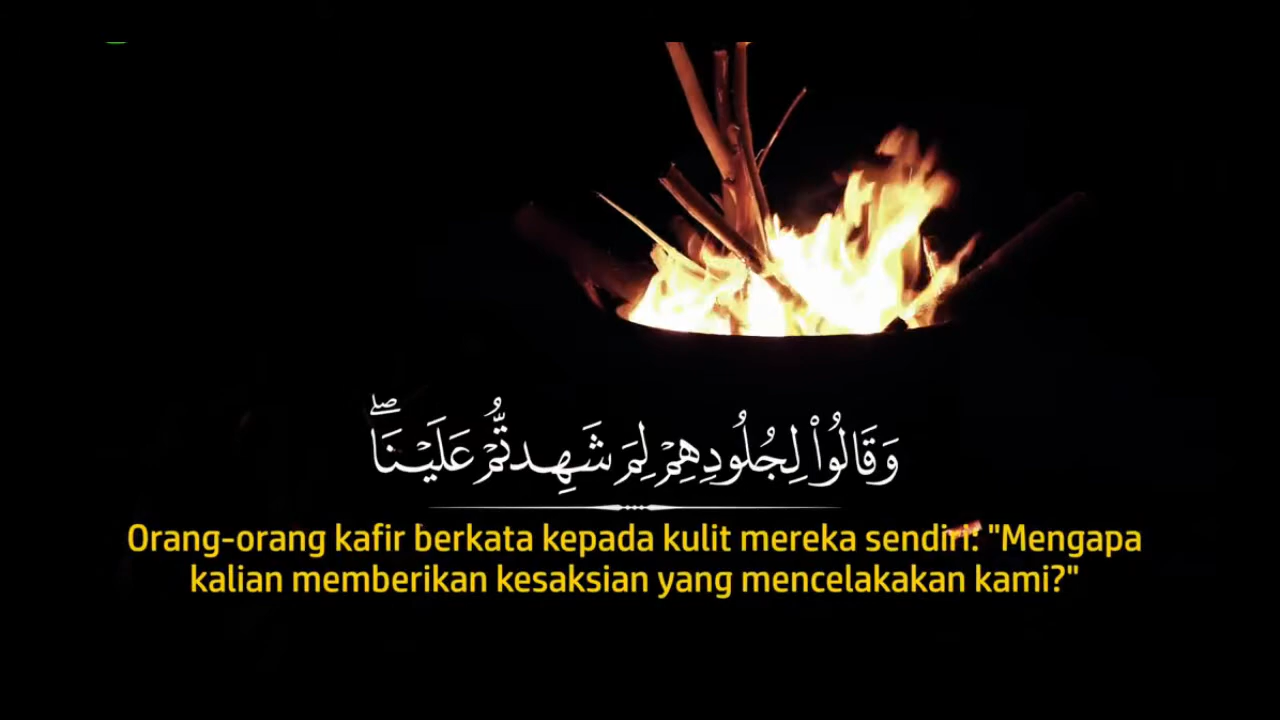 وَقَالُوا۟ لِجُلُودِهِمْ لِمَ شَهِدتُّمْ عَلَيْنَا ۖ
Orang-orang kafir berkata kepada kulit mereka sendiri: "Mengapa
kalian memberikan kesaksian yang mencelakakan kami?"